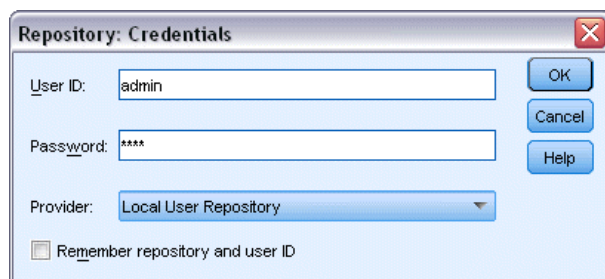 Repository: Credentials
User ID: admin
OK
Cancel
Password: ****
Help
Provider: Local User Repository
Remember repository and user ID